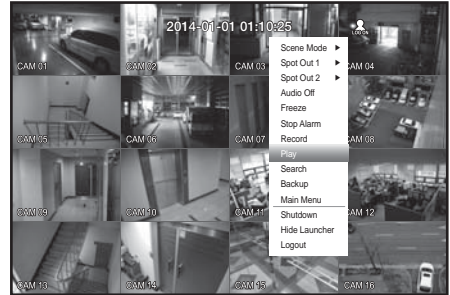 2014-01-01 01:10:25
LOG ON
CAM 01
CAM 02
CAM 03
CAM 04
Scene Mode
Spot Out 1
Spot Out 2
Audio Off
Freeze
Stop Alarm
Record
Play
Search
Backup
Main Menu
Shutdown
Hide Launcher
Logout
CAM 05
CAM 06
CAM 07
CAM 08
CAM 09
CAM 10
CAM 11
CAM 12
CAM 13
CAM 14
CAM 15
CAM 16